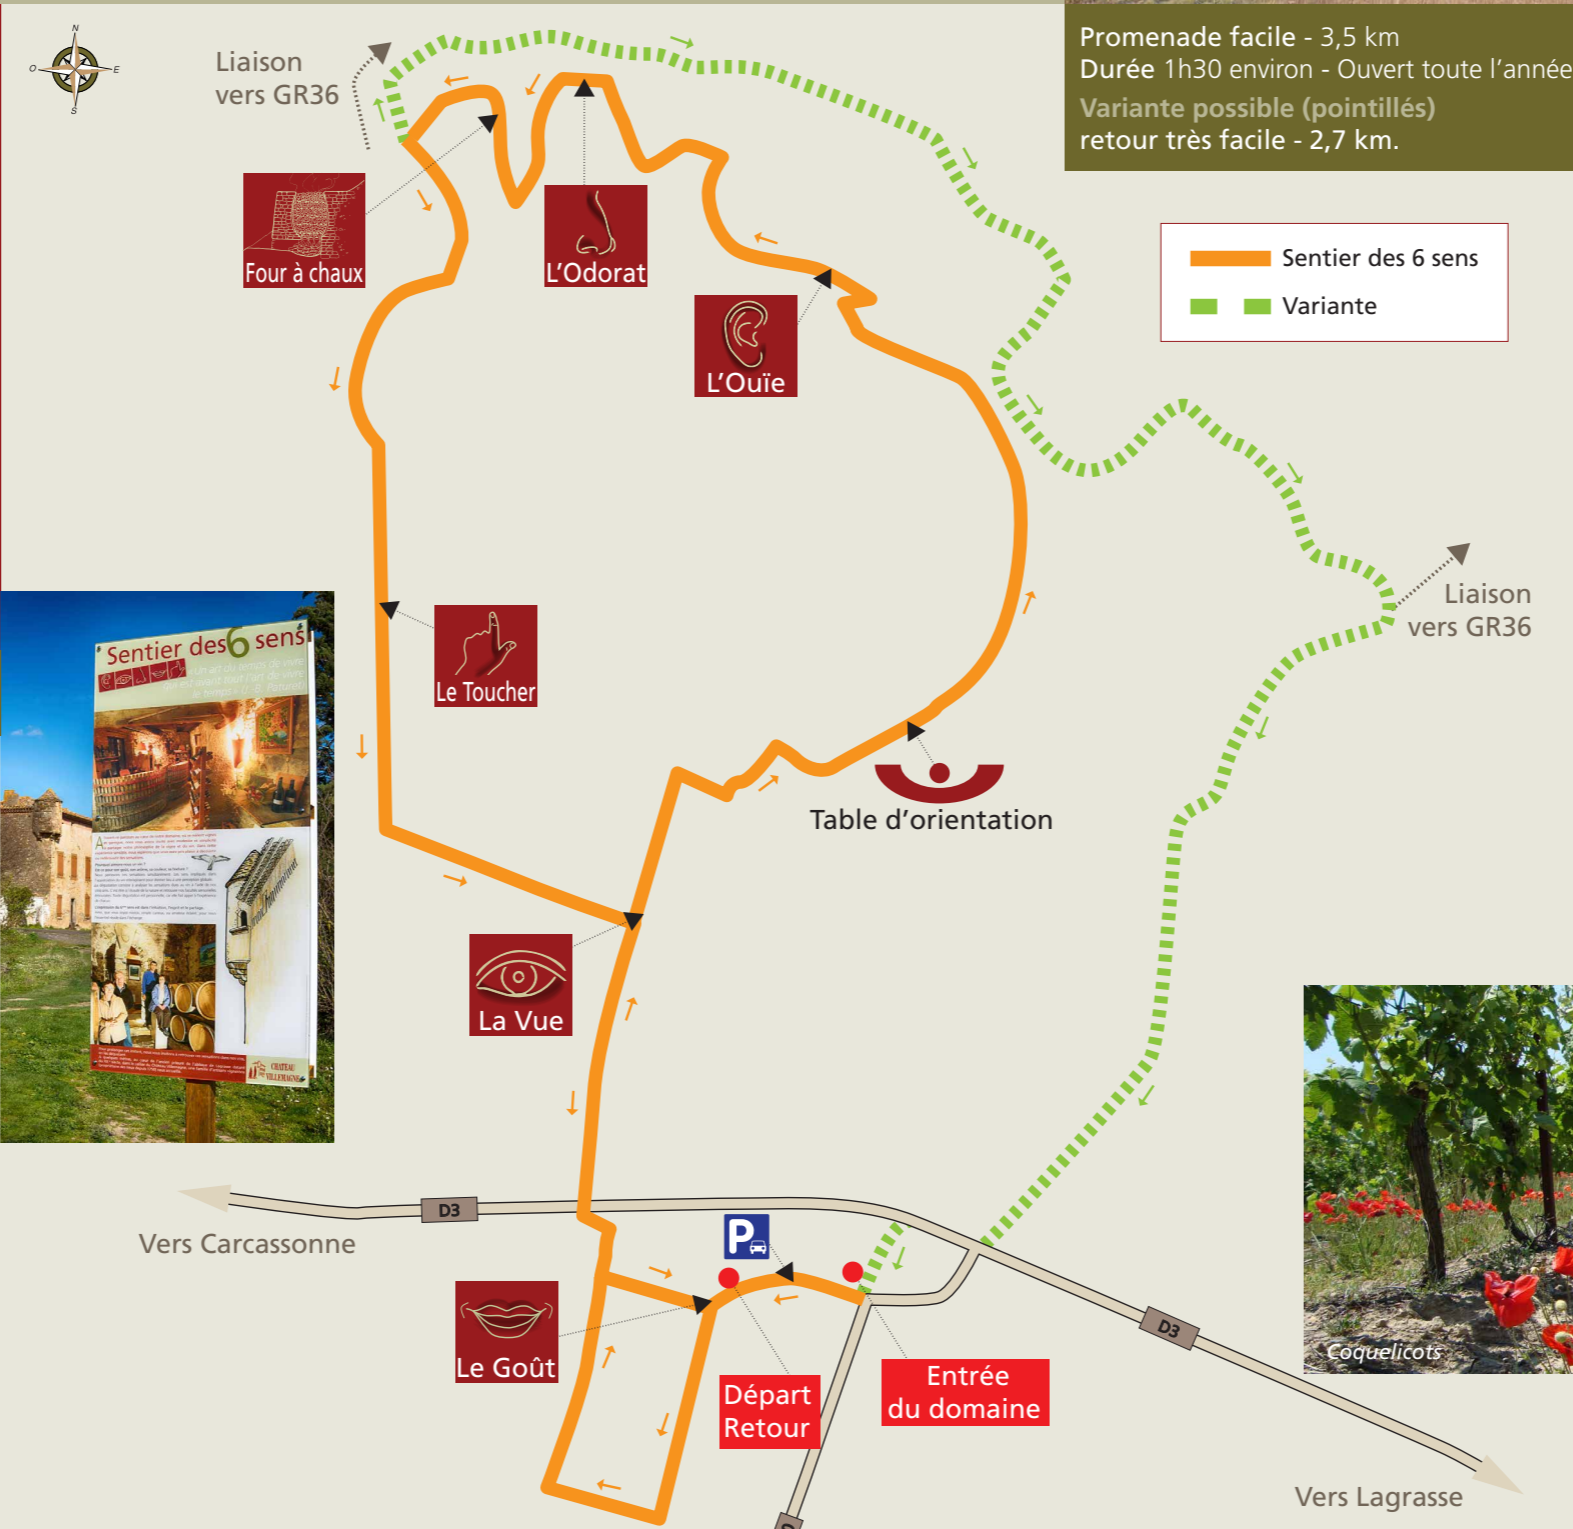 N
O
E
S
Liaison
vers GR36
Promenade facile - 3,5 km
Durée 1h30 environ - Ouvert toute l'année
Variante possible (pointillés)
retour très facile - 2,7 km.
Sentier des 6 sens
Variante
Four à chaux
L'Odorat
L'Ouïe
Liaison
vers GR36
Le Toucher
Sentier des 6 sens
Table d'orientation
La Vue
CHATEAU
VILLEMAGNE
D3
Vers Carcassonne
P
Le Goût
Départ
Retour
Entrée
du domaine
D3
Coquelicots
Vers Lagrasse